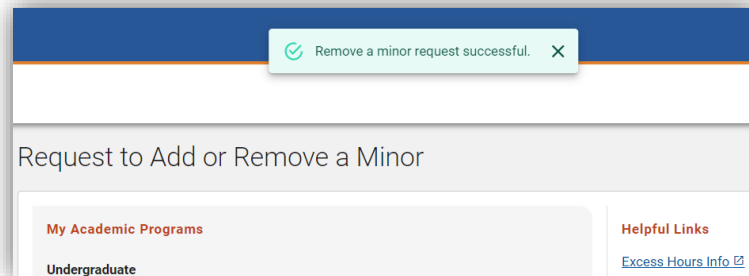 Remove a minor request successful.
Request to Add or Remove a Minor
My Academic Programs
Undergraduate
Helpful Links
Excess Hours Info